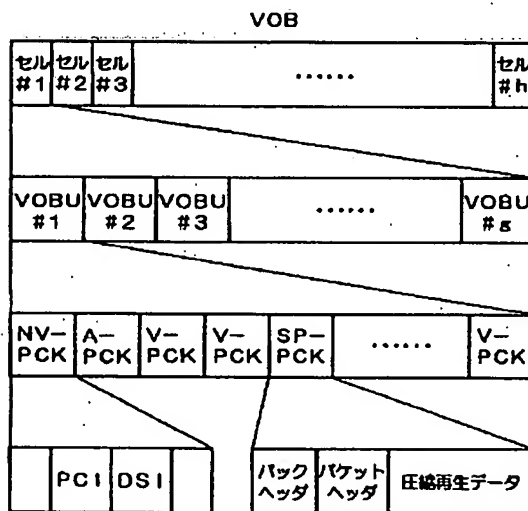 VOB
セル #1 セル #2 セル #3 …… セル #h
VOBU #1 VOBU #2 VOBU #3 …… VOBU #g
NV-PCK A-PCK V-PCK V-PCK SP-PCK …… V-PCK
PCI DSI パックヘッダ パケットヘッダ 圧縮再生データ